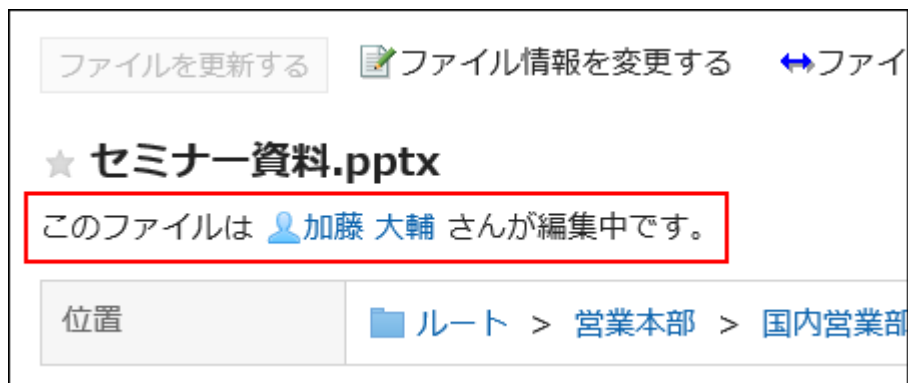 ファイルを更新する ファイル情報を変更する ファイ
セミナー資料.pptx
このファイルは 加藤 大輔 さんが編集中です。
位置 ルート > 営業本部 > 国内営業部